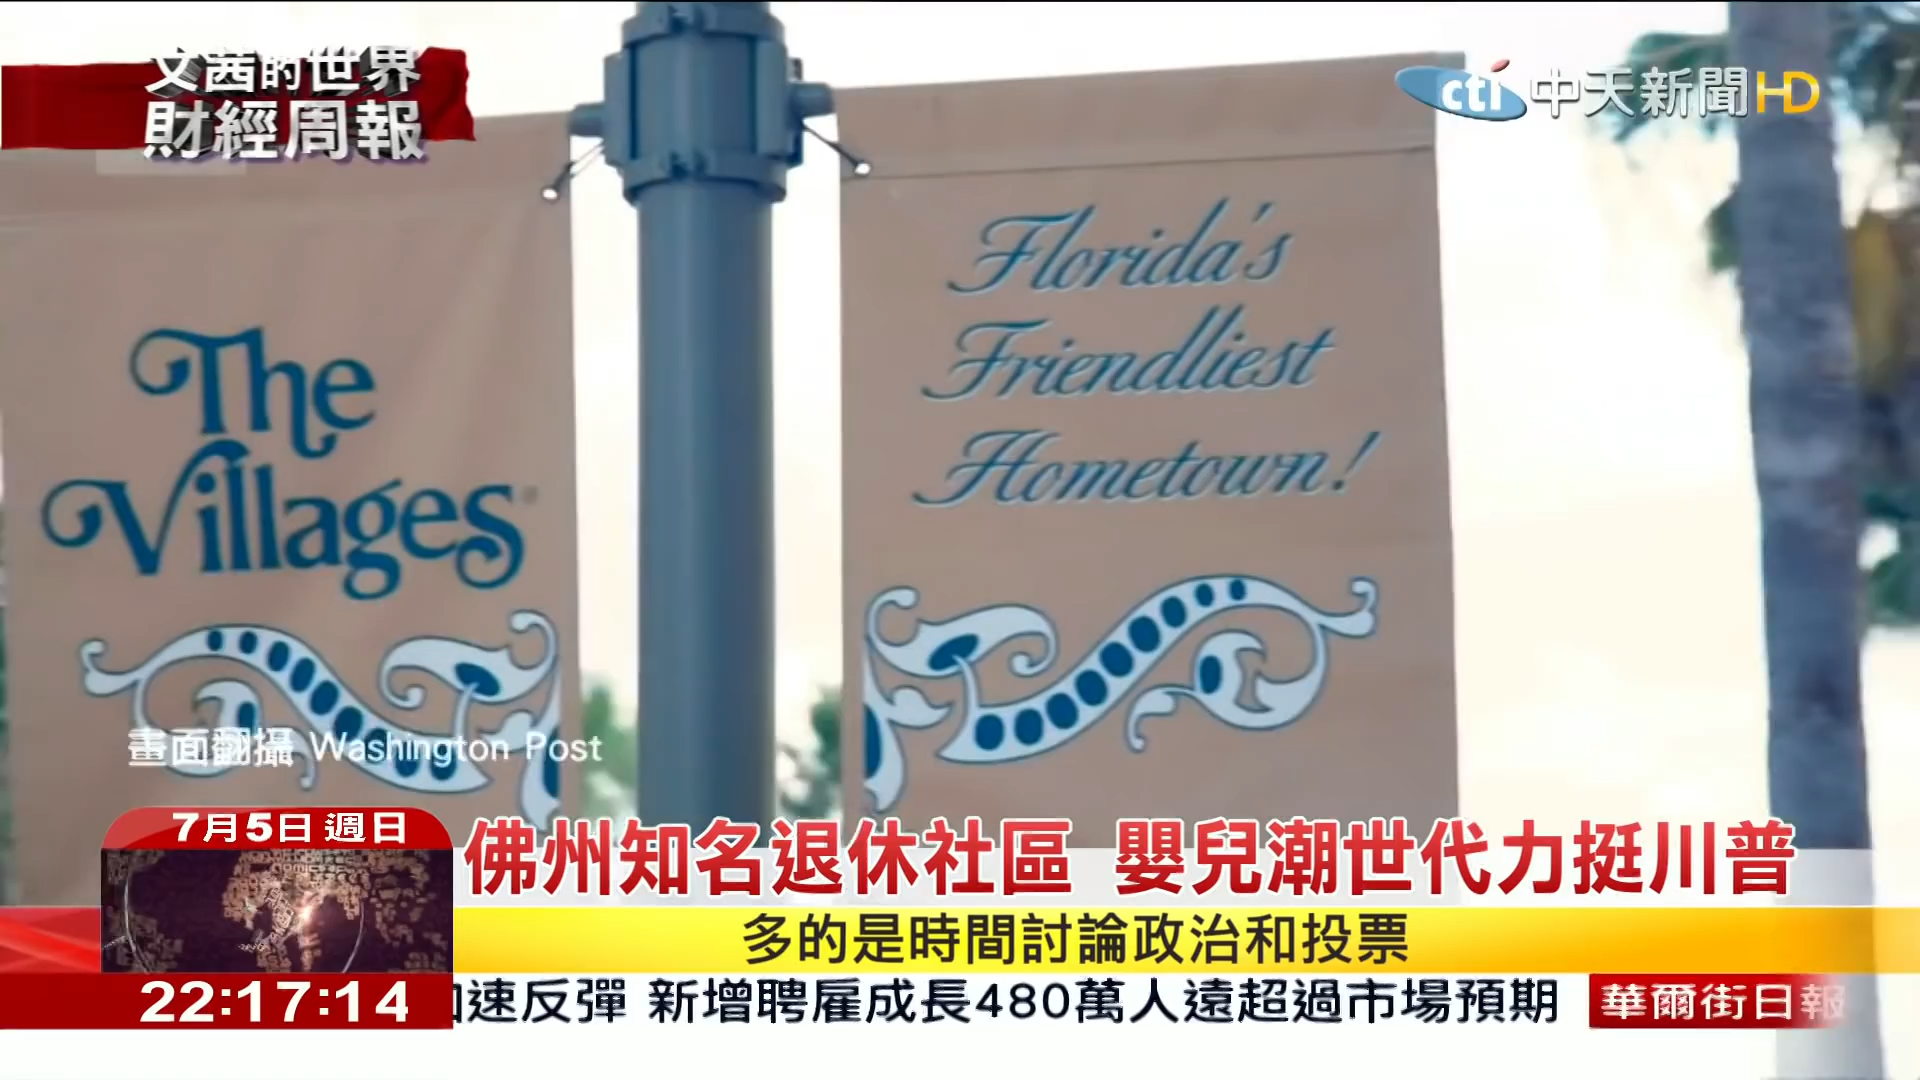 文茜的世界
財經周報
cti 中天新聞HD
The
Villages
Florida's
Friendliest
Hometown!
畫面翻攝 Washington Post
7月5日 週日
佛州知名退休社區 嬰兒潮世代力挺川普
多的是時間討論政治和投票
22:17:14
速反彈 新增聘雇成長480萬人遠超過市場預期
華爾街日報